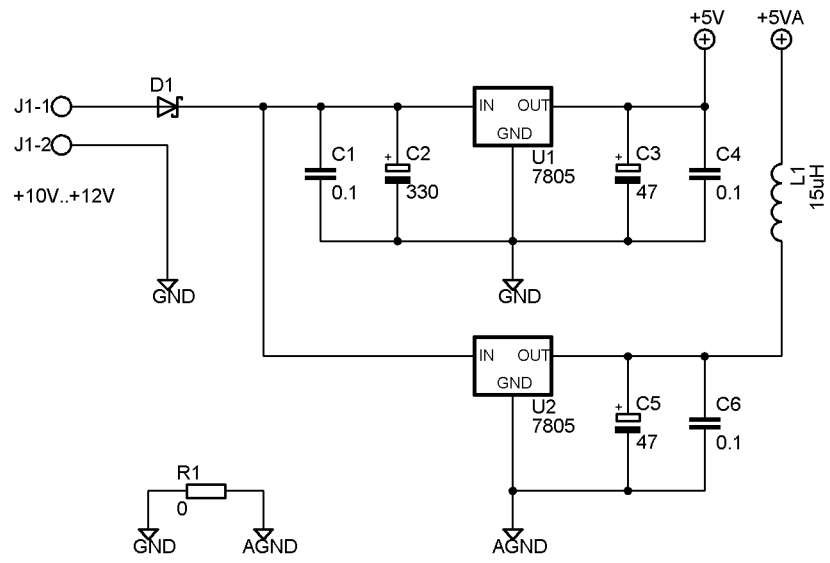 +5V
+5VA
D1
J1-1
J1-2
+10V..+12V
GND
IN OUT
GND
U1
7805
C1
0.1
+
C2
330
+
C3
47
C4
0.1
L1
15uH
GND
IN OUT
GND
U2
7805
+
C5
47
C6
0.1
R1
0
GND
AGND
AGND